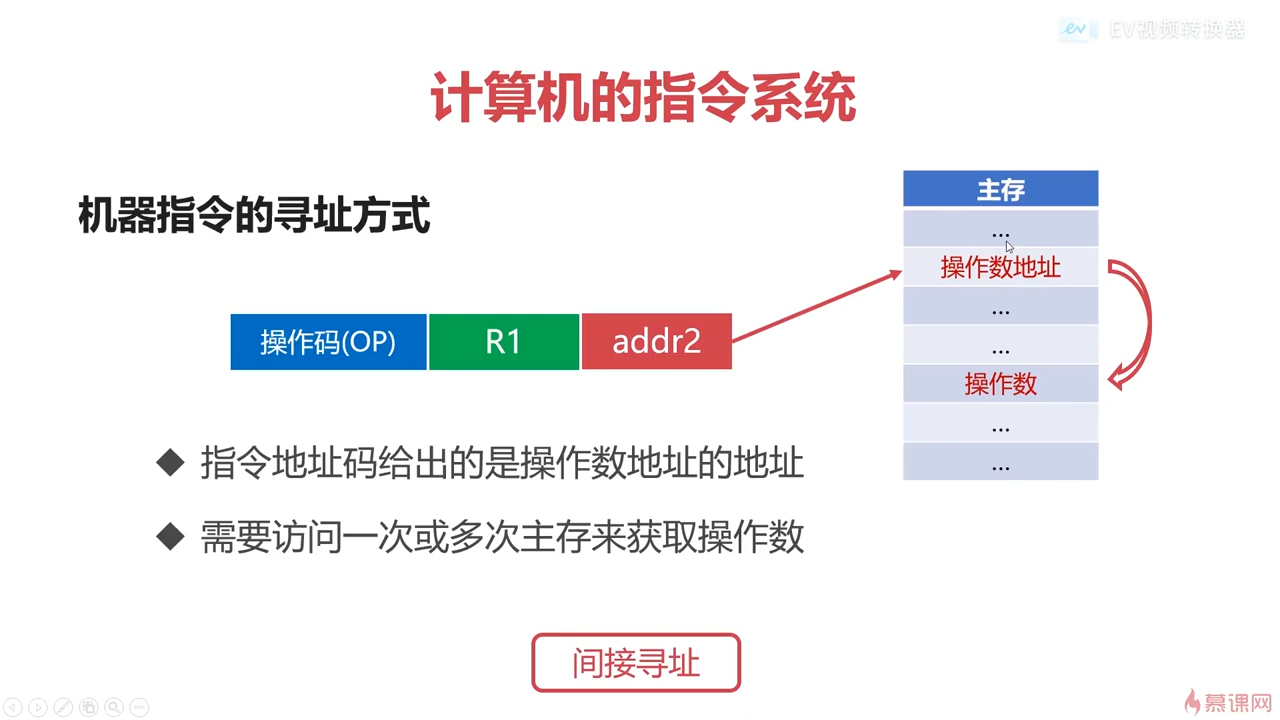 EV视频转换器
计算机的指令系统
机器指令的寻址方式
主存
...
操作数地址
...
...
操作数
...
...
操作码(OP)
R1
addr2
指令地址码给出的是操作数地址的地址
需要访问一次或多次主存来获取操作数
间接寻址
慕课网